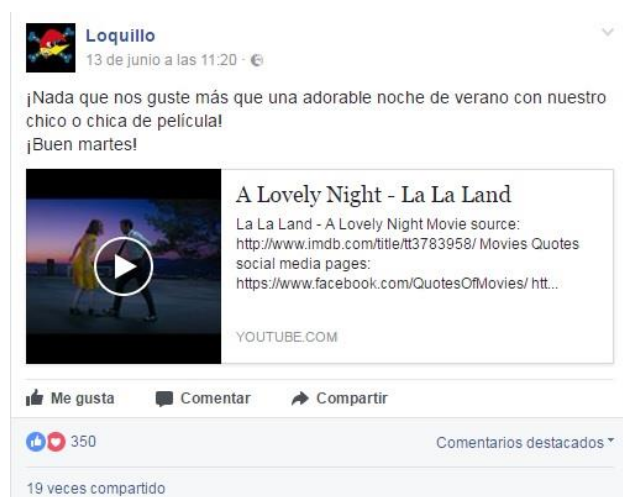 Loquillo
13 de junio a las 11:20 ·
¡Nada que nos guste más que una adorable noche de verano con nuestro
chico o chica de película!
¡Buen martes!
A Lovely Night - La La Land
La La Land - A Lovely Night Movie source:
http://www.imdb.com/title/tt3783958/ Movies Quotes
social media pages:
https://www.facebook.com/QuotesOfMovies/ htt...
YOUTUBE.COM
Me gusta Comentar Compartir
350 Comentarios destacados
19 veces compartido